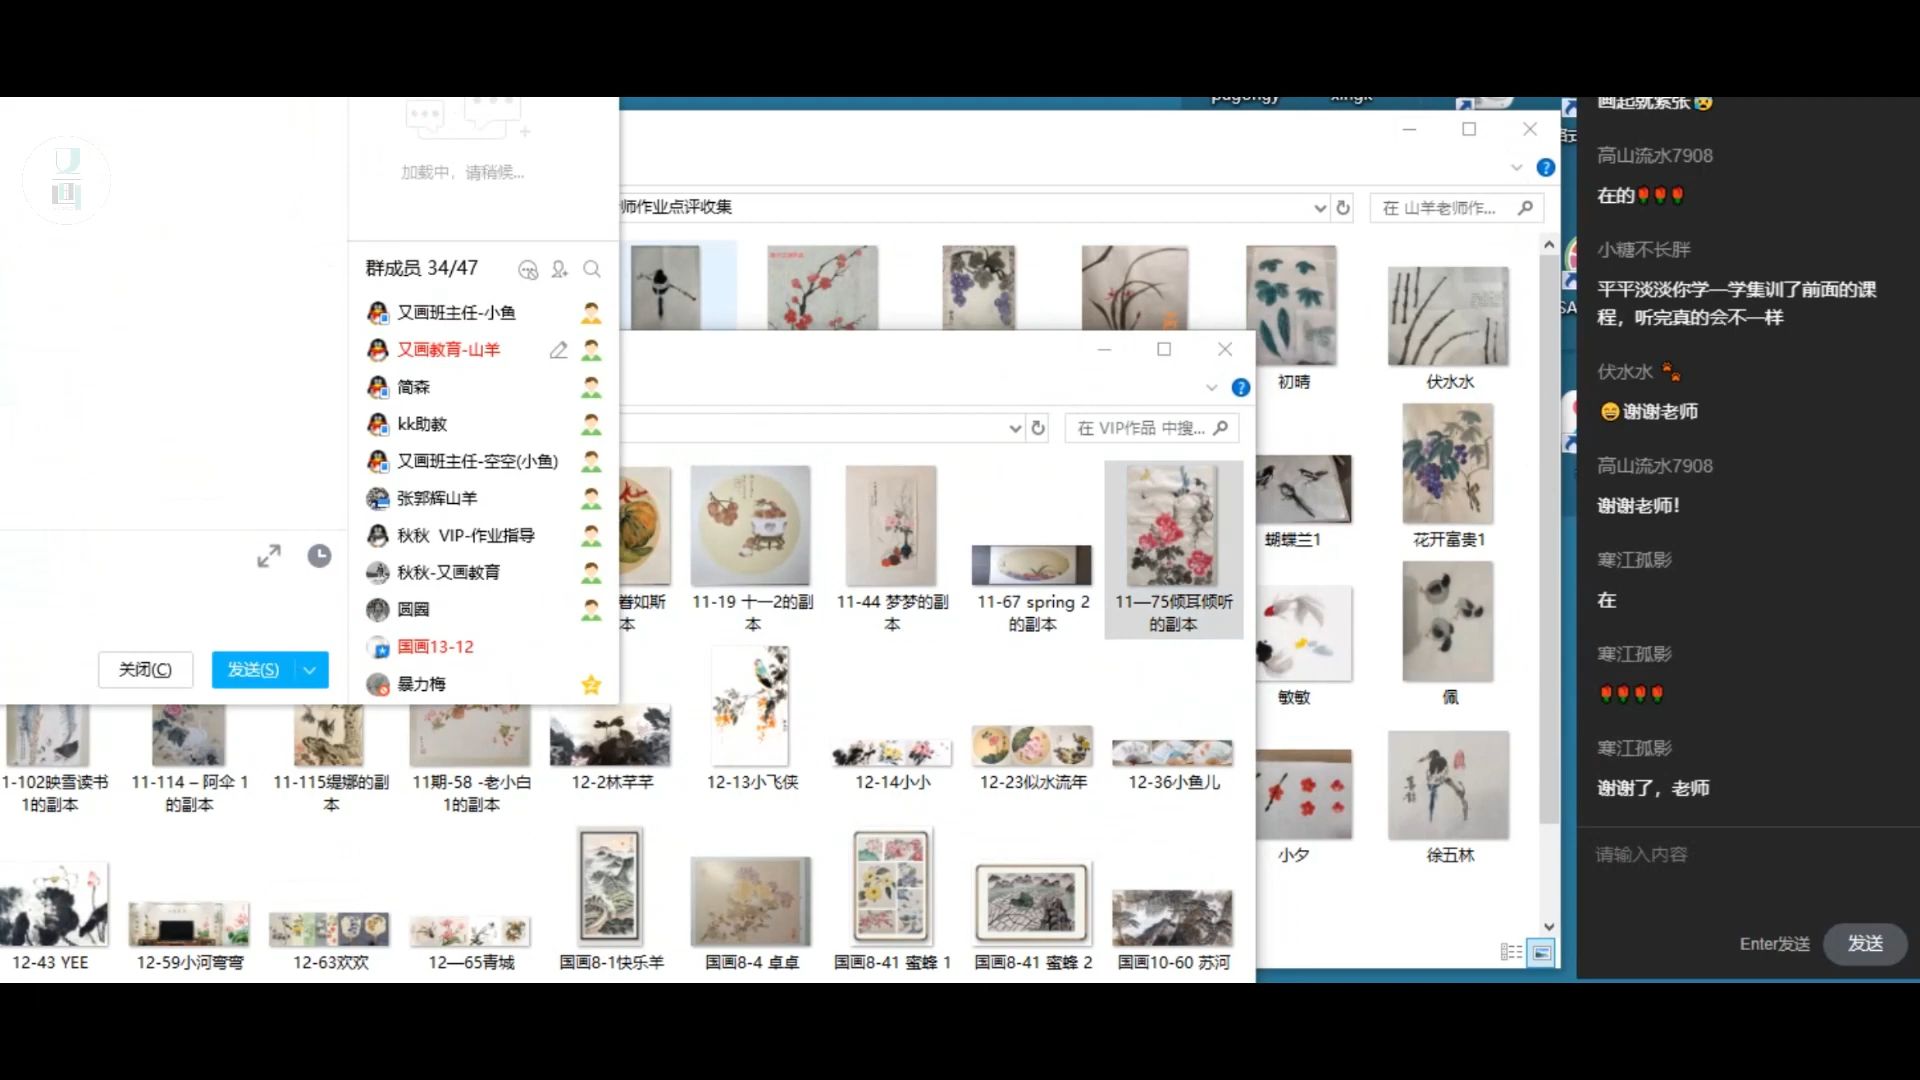 加载中，请稍候...
群成员 34/47
又画班主任-小鱼
又画教育-山羊
简森
kk助教
又画班主任-空空(小鱼)
张郭辉山羊
秋秋 VIP-作业指导
秋秋-又画教育
圆圆
国画13-12
暴力梅
关闭(C)
发送(S)
师作业点评收集
在 山羊老师作...
初晴
伏水水
蝴蝶兰1
花开富贵1
敏敏
佩
小夕
徐五林
在 VIP作品 中搜...
眷如斯
本
11-19 十一2的副
本
11-44 梦梦的副
本
11-67 spring 2
的副本
11—75倾耳倾听
的副本
1-102映雪读书
1的副本
11-114 – 阿伞 1
的副本
11-115缇娜的副
本
11期-58 -老小白
1的副本
12-2林芊芊
12-13小飞侠
12-14小小
12-23似水流年
12-36小鱼儿
12-43 YEE
12-59小河弯弯
12-63欢欢
12—65青城
国画8-1快乐羊
国画8-4 卓卓
国画8-41 蜜蜂 1
国画8-41 蜜蜂 2
国画10-60 苏河
画起就紧张
高山流水7908
在的
小糖不长胖
平平淡淡你学一学集训了前面的课
程，听完真的会不一样
伏水水
谢谢老师
高山流水7908
谢谢老师！
寒江孤影
在
寒江孤影
寒江孤影
谢谢了，老师
请输入内容
Enter发送
发送